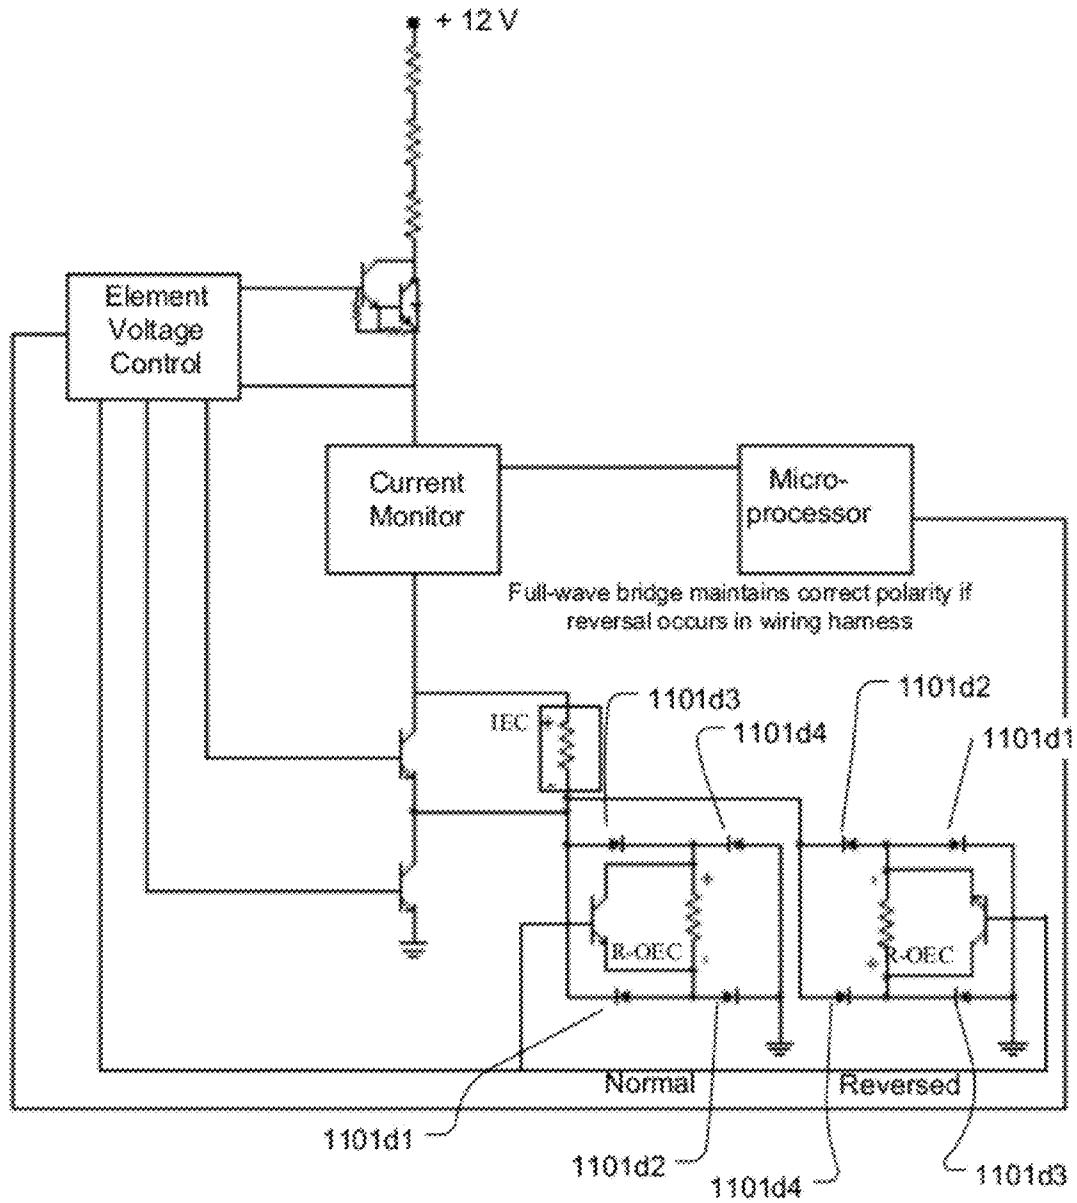 + 12 V
Element
Voltage
Control
Current
Monitor
Micro-
processor
Full-wave bridge maintains correct polarity if
reversal occurs in wiring harness
1101d3
1101d4
1101d2
1101d1
IEC
+
-
+
-
R-OEC
-
+
R-OEC
Normal
Reversed
1101d1
1101d2
1101d4
1101d3